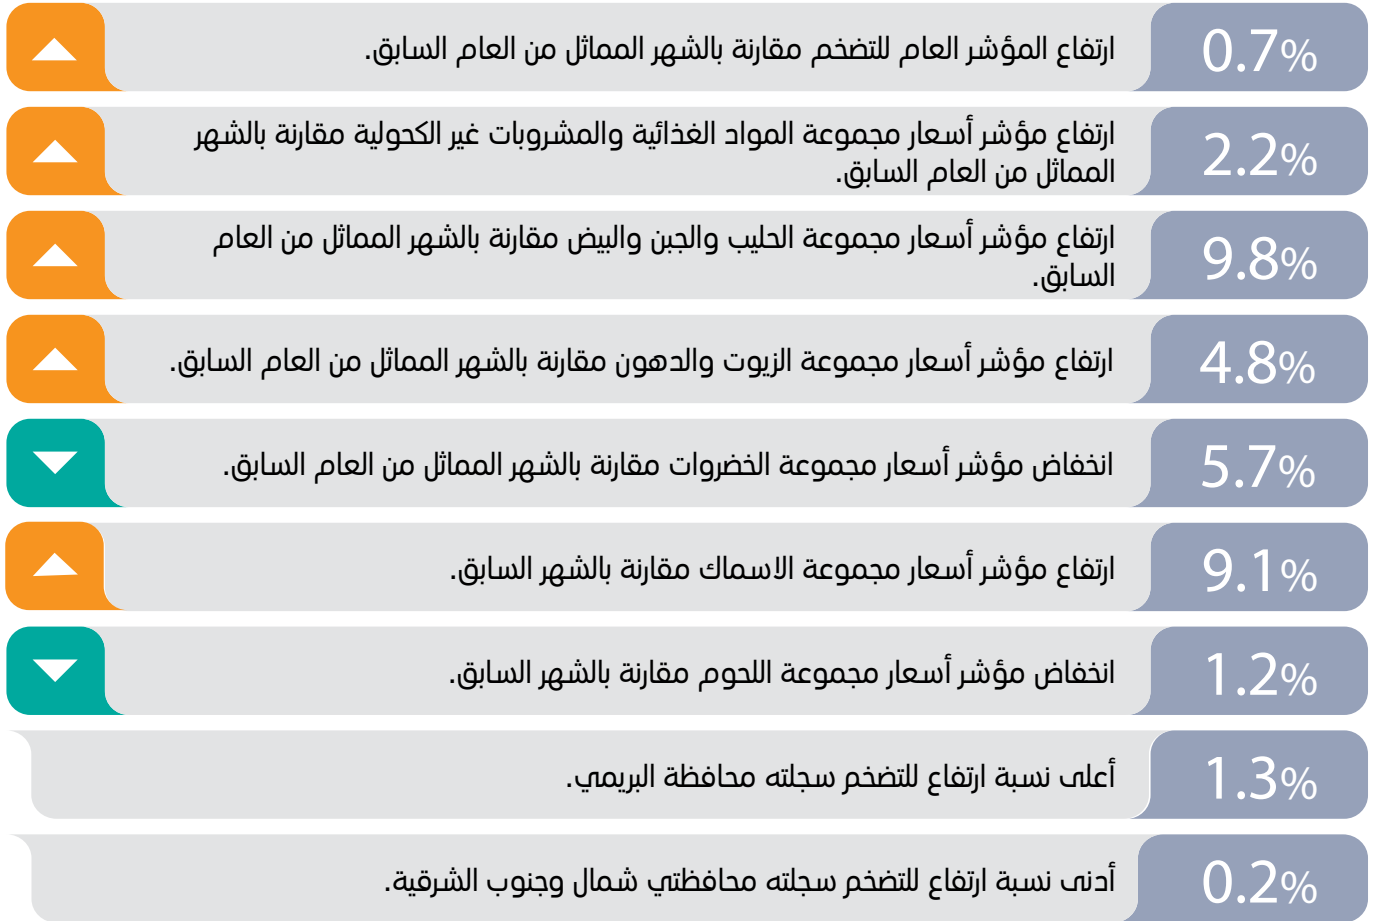 0.7%
ارتفاع المؤشر العام للتضخم مقارنة بالشهر المماثل من العام السابق.
2.2%
ارتفاع مؤشر أسعار مجموعة المواد الغذائية والمشروبات غير الكحولية مقارنة بالشهر
المماثل من العام السابق.
9.8%
ارتفاع مؤشر أسعار مجموعة الحليب والجبن والبيض مقارنة بالشهر المماثل من العام
السابق.
4.8%
ارتفاع مؤشر أسعار مجموعة الزيوت والدهون مقارنة بالشهر المماثل من العام السابق.
5.7%
انخفاض مؤشر أسعار مجموعة الخضروات مقارنة بالشهر المماثل من العام السابق.
9.1%
ارتفاع مؤشر أسعار مجموعة الاسماك مقارنة بالشهر السابق.
1.2%
انخفاض مؤشر أسعار مجموعة اللحوم مقارنة بالشهر السابق.
1.3%
أعلى نسبة ارتفاع للتضخم سجلته محافظة البريمي.
0.2%
أدنى نسبة ارتفاع للتضخم سجلته محافظتي شمال وجنوب الشرقية.